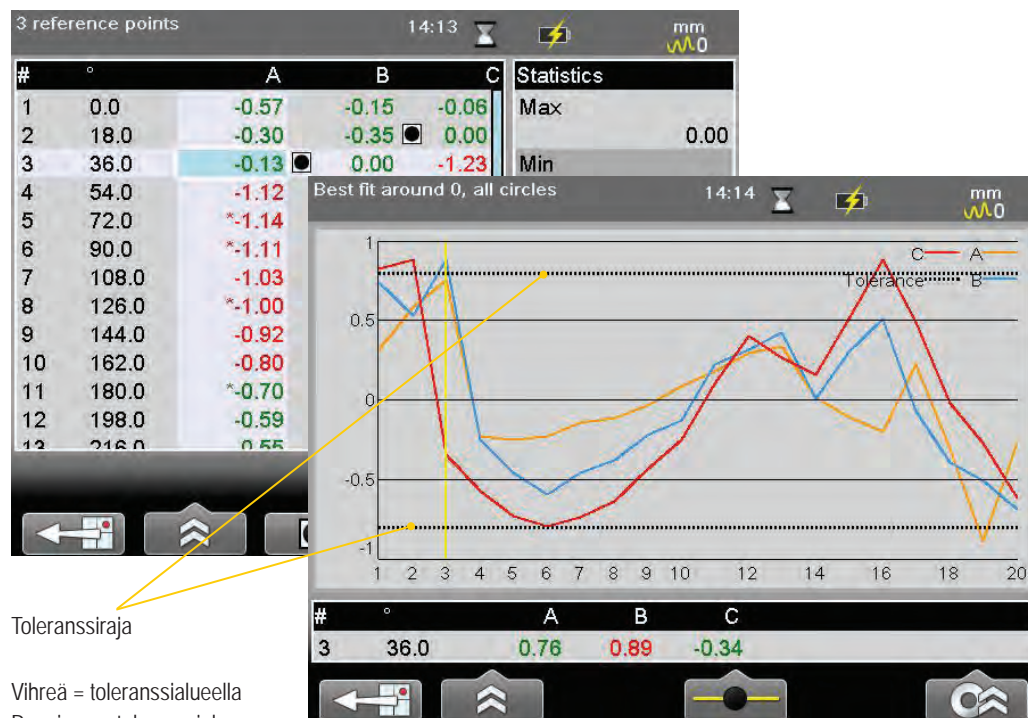 3 reference points 14:13 mm
0
# ° A B C Statistics
1 0.0 -0.57 -0.15 -0.06 Max
2 18.0 -0.30 -0.35 0.00 0.00
3 36.0 -0.13 0.00 -1.23 Min
4 54.0 -1.12
5 72.0 *-1.14
6 90.0 *-1.11
7 108.0 -1.03
8 126.0 *-1.00
9 144.0 -0.92
10 162.0 -0.80
11 180.0 *-0.70
12 198.0 -0.59
13 216.0 0.55
Best fit around 0, all circles 14:14 mm
0
1
C A
Tolerance B
0.5
0
-0.5
-1
1 2 3 4 5 6 7 8 9 10 12 14 16 18 20
# ° A B C
3 36.0 0.76 0.89 -0.34
Toleranssiraja
Vihreä = toleranssialueella